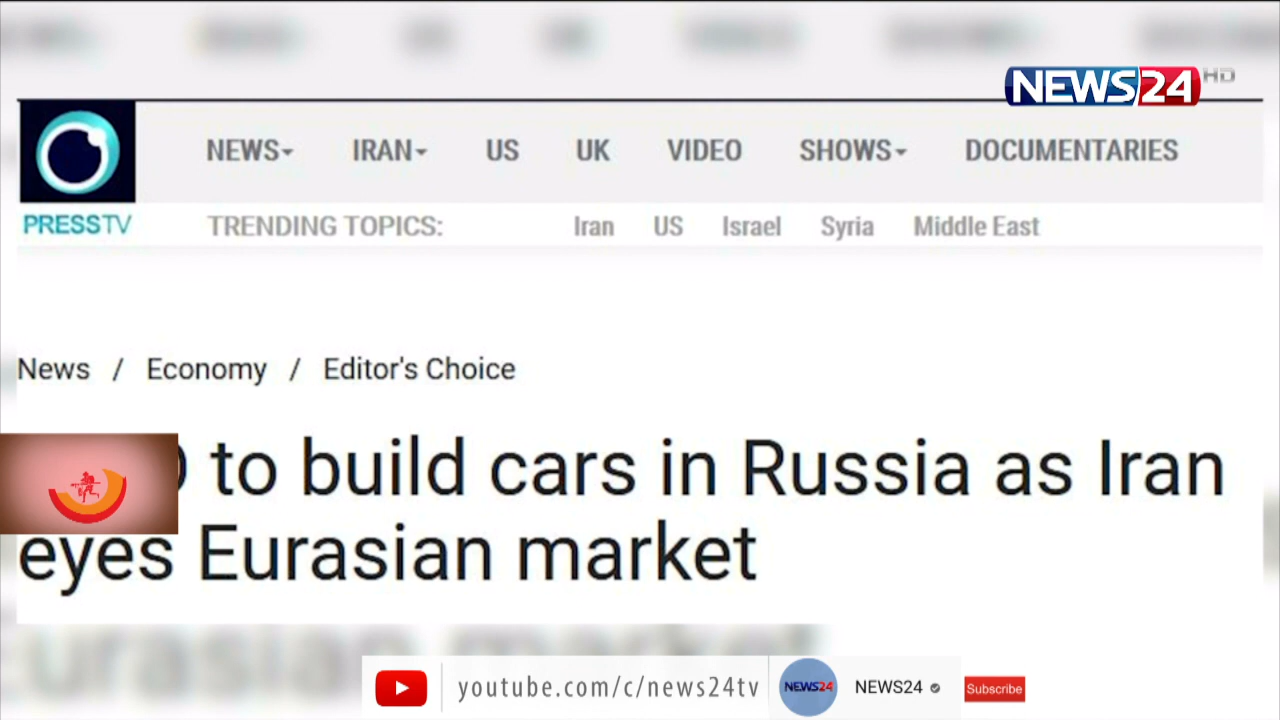 NEWS24 HD
NEWS IRAN US UK VIDEO SHOWS DOCUMENTARIES
PRESSTV
TRENDING TOPICS: Iran US Israel Syria Middle East
News / Economy / Editor's Choice
to build cars in Russia as Iran
eyes Eurasian market
youtube.com/c/news24tv NEWS24 NEWS24 Subscribe